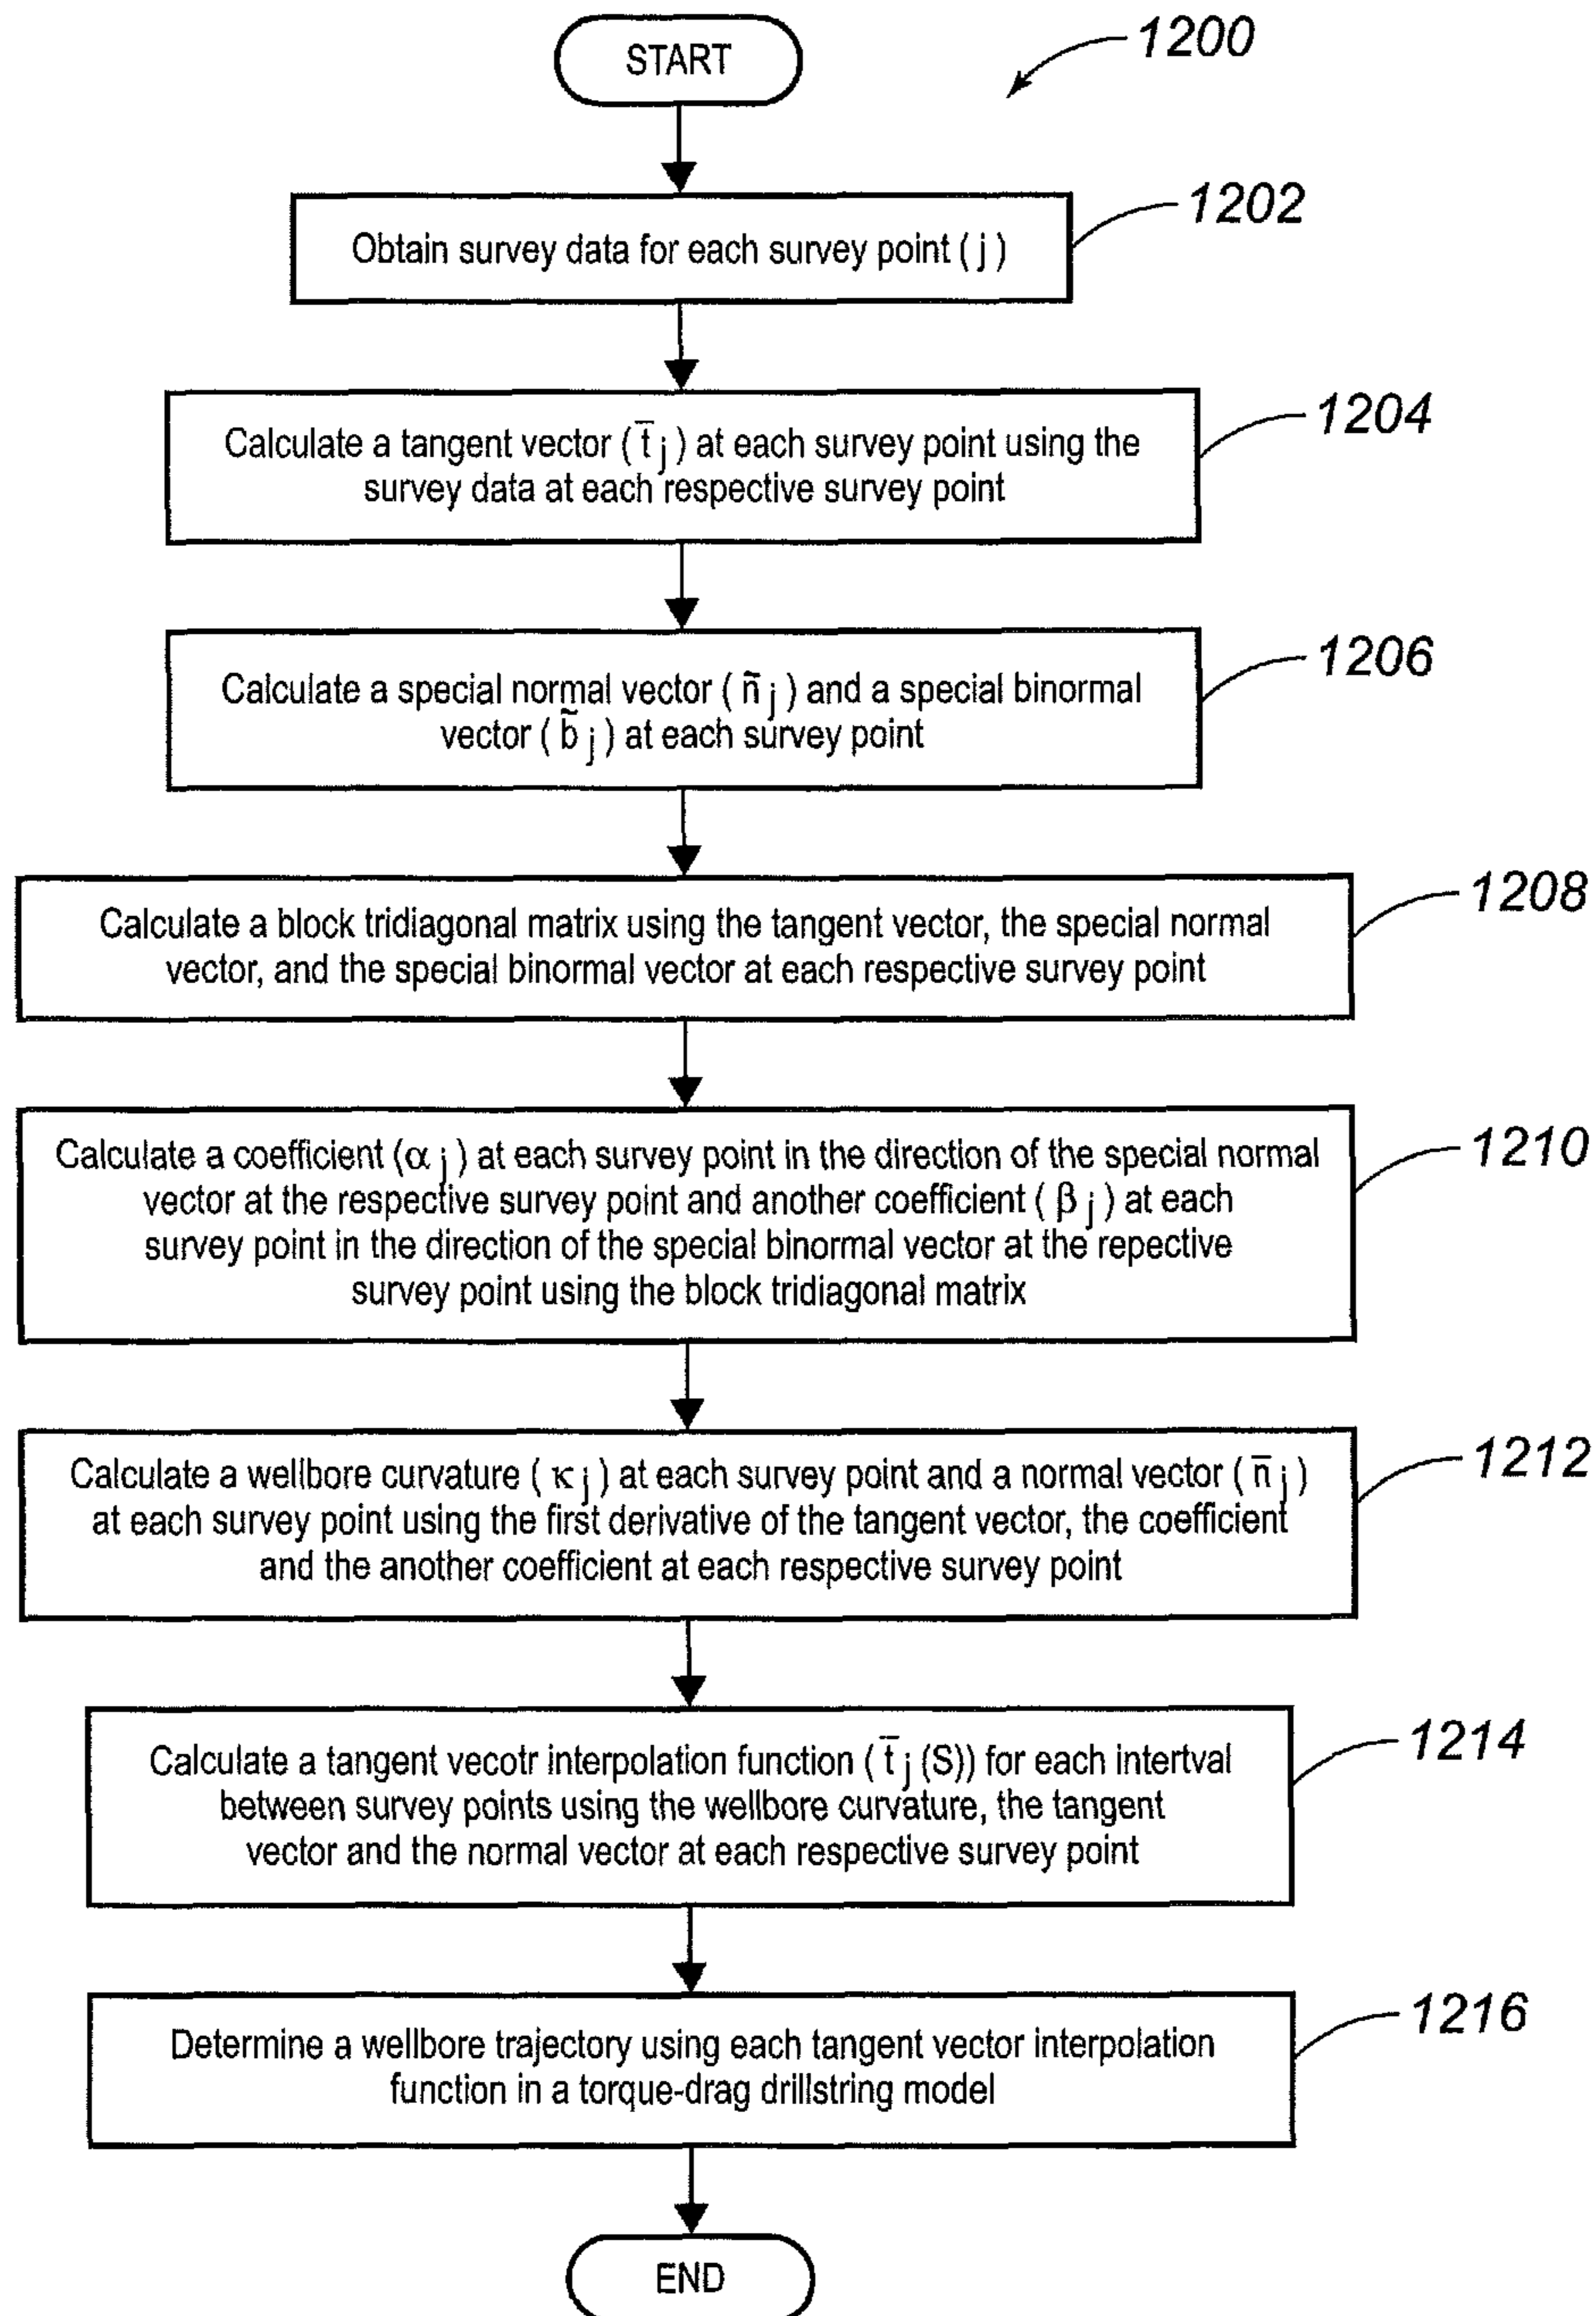 START
1200
1202
Obtain survey data for each survey point ( j )
1204
Calculate a tangent vector ( t̄ j ) at each survey point using the
survey data at each respective survey point
1206
Calculate a special normal vector ( ñ j ) and a special binormal
vector ( b̃ j ) at each survey point
1208
Calculate a block tridiagonal matrix using the tangent vector, the special normal
vector, and the special binormal vector at each respective survey point
1210
Calculate a coefficient (α j ) at each survey point in the direction of the special normal
vector at the respective survey point and another coefficient ( β j ) at each
survey point in the direction of the special binormal vector at the repective
survey point using the block tridiagonal matrix
1212
Calculate a wellbore curvature ( κ j ) at each survey point and a normal vector ( n̄ j )
at each survey point using the first derivative of the tangent vector, the coefficient
and the another coefficient at each respective survey point
1214
Calculate a tangent vecotr interpolation function ( t̄ j (S)) for each intertval
between survey points using the wellbore curvature, the tangent
vector and the normal vector at each respective survey point
1216
Determine a wellbore trajectory using each tangent vector interpolation
function in a torque-drag drillstring model
END